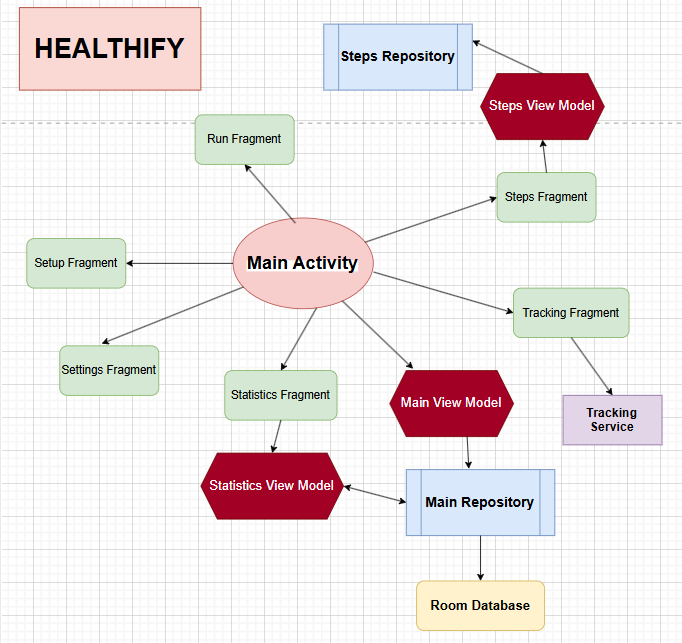 HEALTHIFY
Steps Repository
Steps View Model
Run Fragment
Steps Fragment
Main Activity
Setup Fragment
Tracking Fragment
Settings Fragment
Statistics Fragment
Main View Model
Tracking
Service
Statistics View Model
Main Repository
Room Database